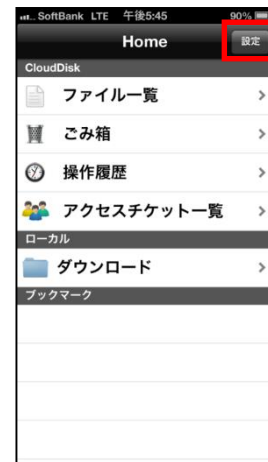 SoftBank LTE 午後5:45 90%
Home 設定
CloudDisk
ファイル一覧
ごみ箱
操作履歴
アクセスチケット一覧
ローカル
ダウンロード
ブックマーク